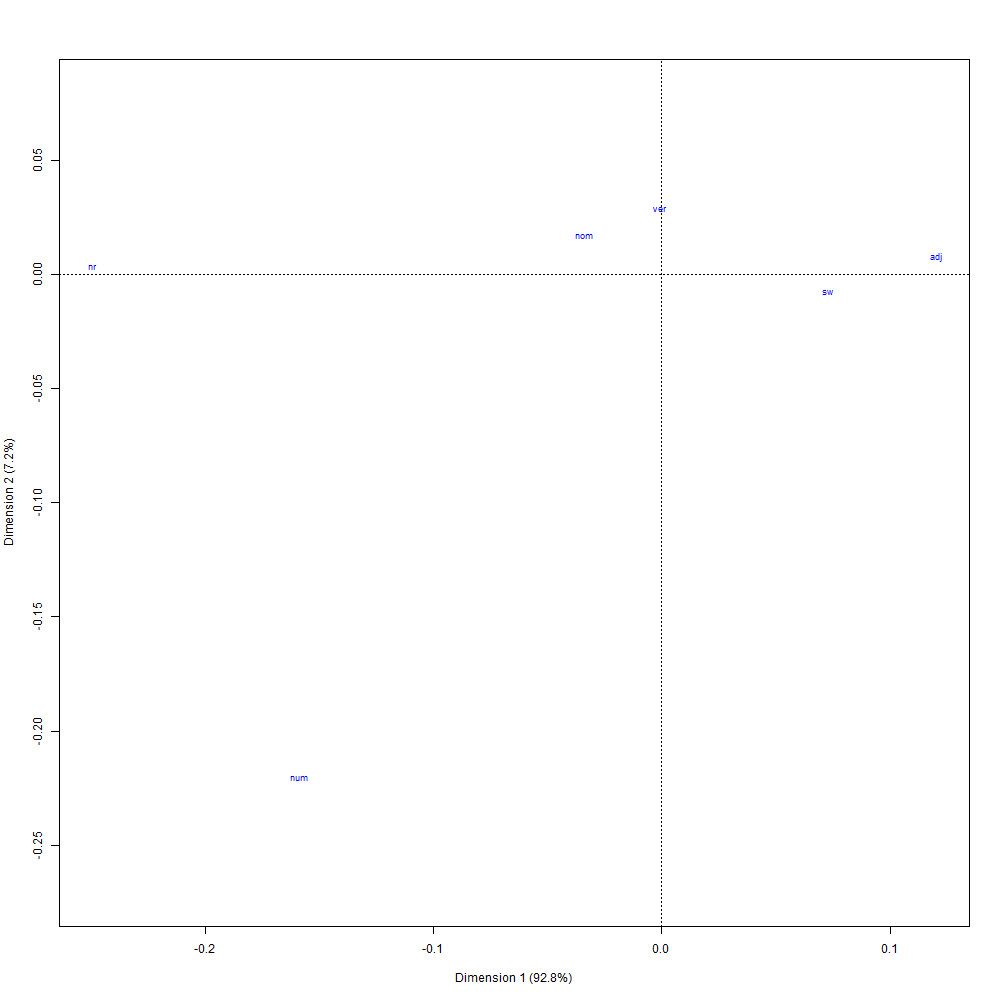 0.05
ver
nom
adj
nr
0.00
sw
-0.05
-0.10
Dimension 2 (7.2%)
-0.15
-0.20
num
-0.25
-0.2 -0.1 0.0 0.1
Dimension 1 (92.8%)